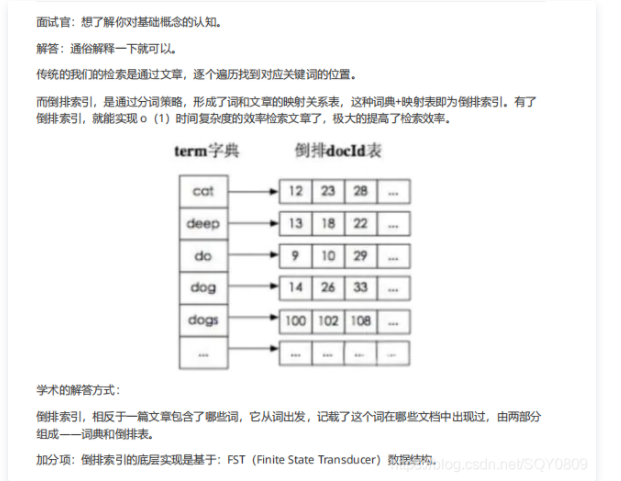 面试官：想了解你对基础概念的认知。
解答：通俗解释一下就可以。
传统的我们的检索是通过文章，逐个遍历找到对应关键词的位置。
而倒排索引，是通过分词策略，形成了词和文章的映射关系表，这种词典+映射表即为倒排索引。有了
倒排索引，就能实现 o（1）时间复杂度的效率检索文章了，极大的提高了检索效率。
term字典 倒排docId表
cat 12 23 28 ...
deep 13 18 22 ...
do 9 10 29 ...
dog 14 26 33 ...
dogs 100 102 108 ...
... ... ... ... ...
学术的解答方式：
倒排索引，相反于一篇文章包含了哪些词，它从词出发，记载了这个词在哪些文档中出现过，由两部分
组成——词典和倒排表。
加分项：倒排索引的底层实现是基于：FST（Finite State Transducer）数据结构。
https://blog.csdn.net/SQY0809